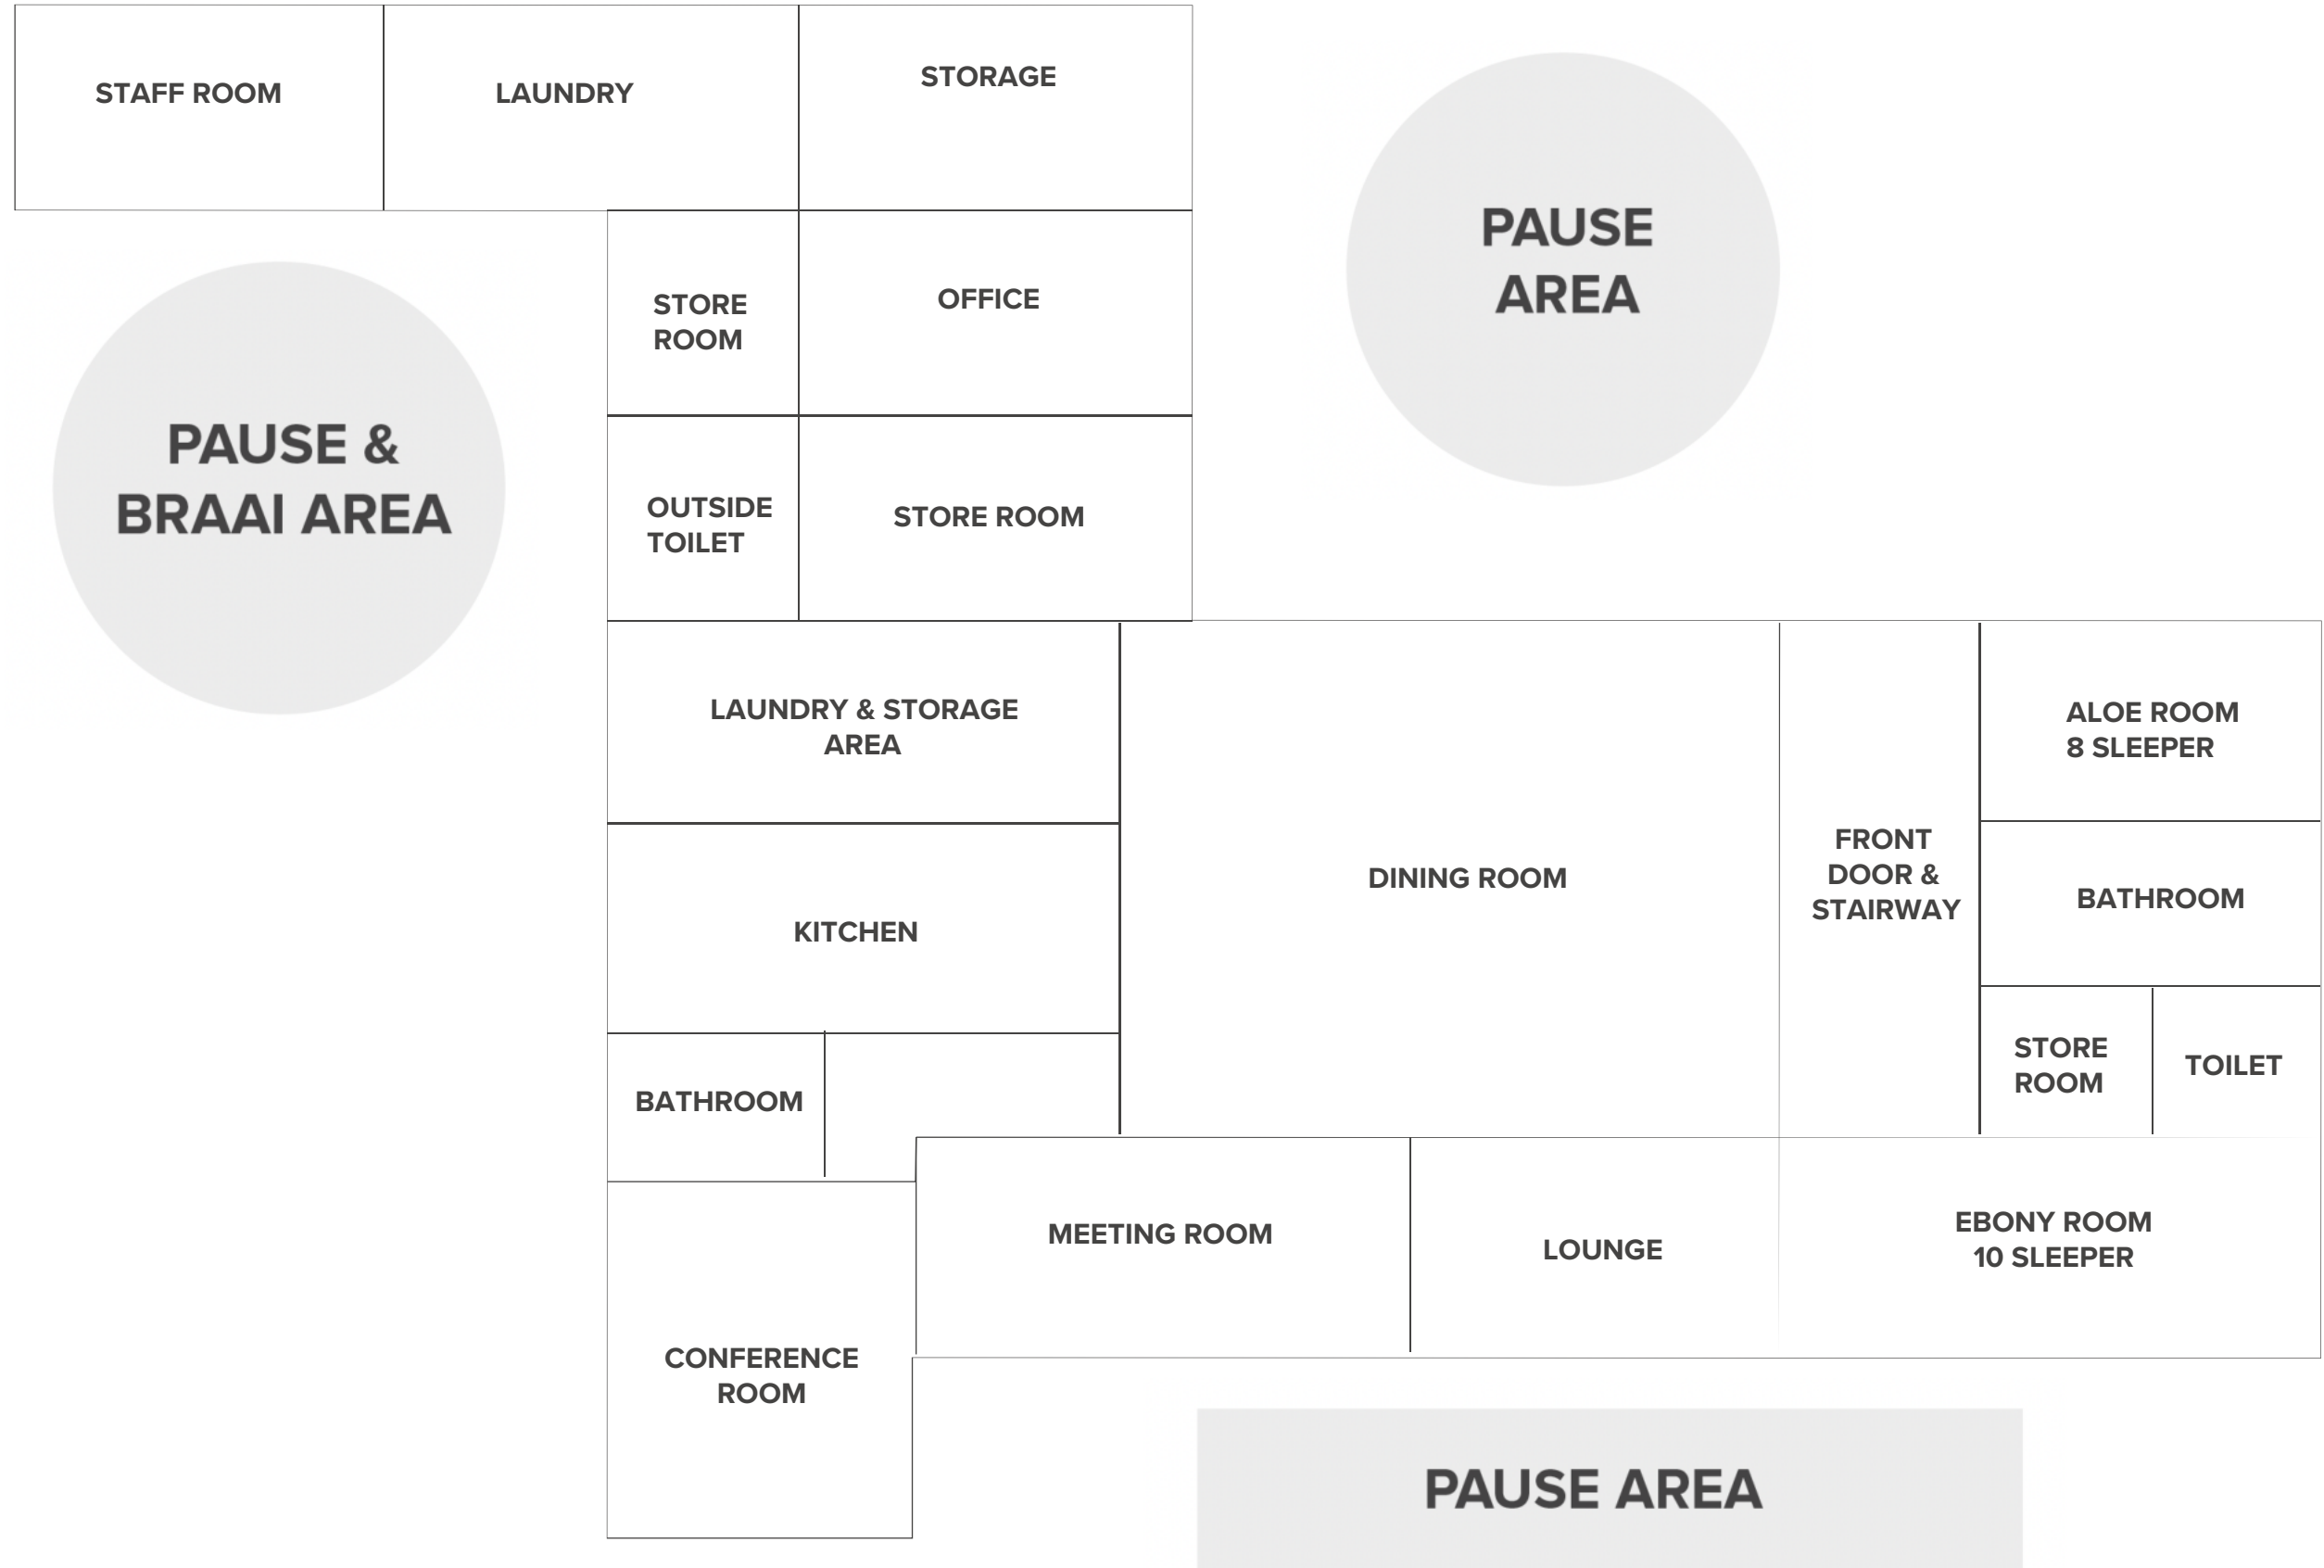 STAFF ROOM
LAUNDRY
STORAGE
PAUSE
AREA
STORE
ROOM
OFFICE
PAUSE &
BRAAI AREA
OUTSIDE
TOILET
STORE ROOM
LAUNDRY & STORAGE
AREA
KITCHEN
DINING ROOM
FRONT
DOOR &
STAIRWAY
ALOE ROOM
8 SLEEPER
BATHROOM
STORE
ROOM
TOILET
BATHROOM
MEETING ROOM
LOUNGE
EBONY ROOM
10 SLEEPER
CONFERENCE
ROOM
PAUSE AREA